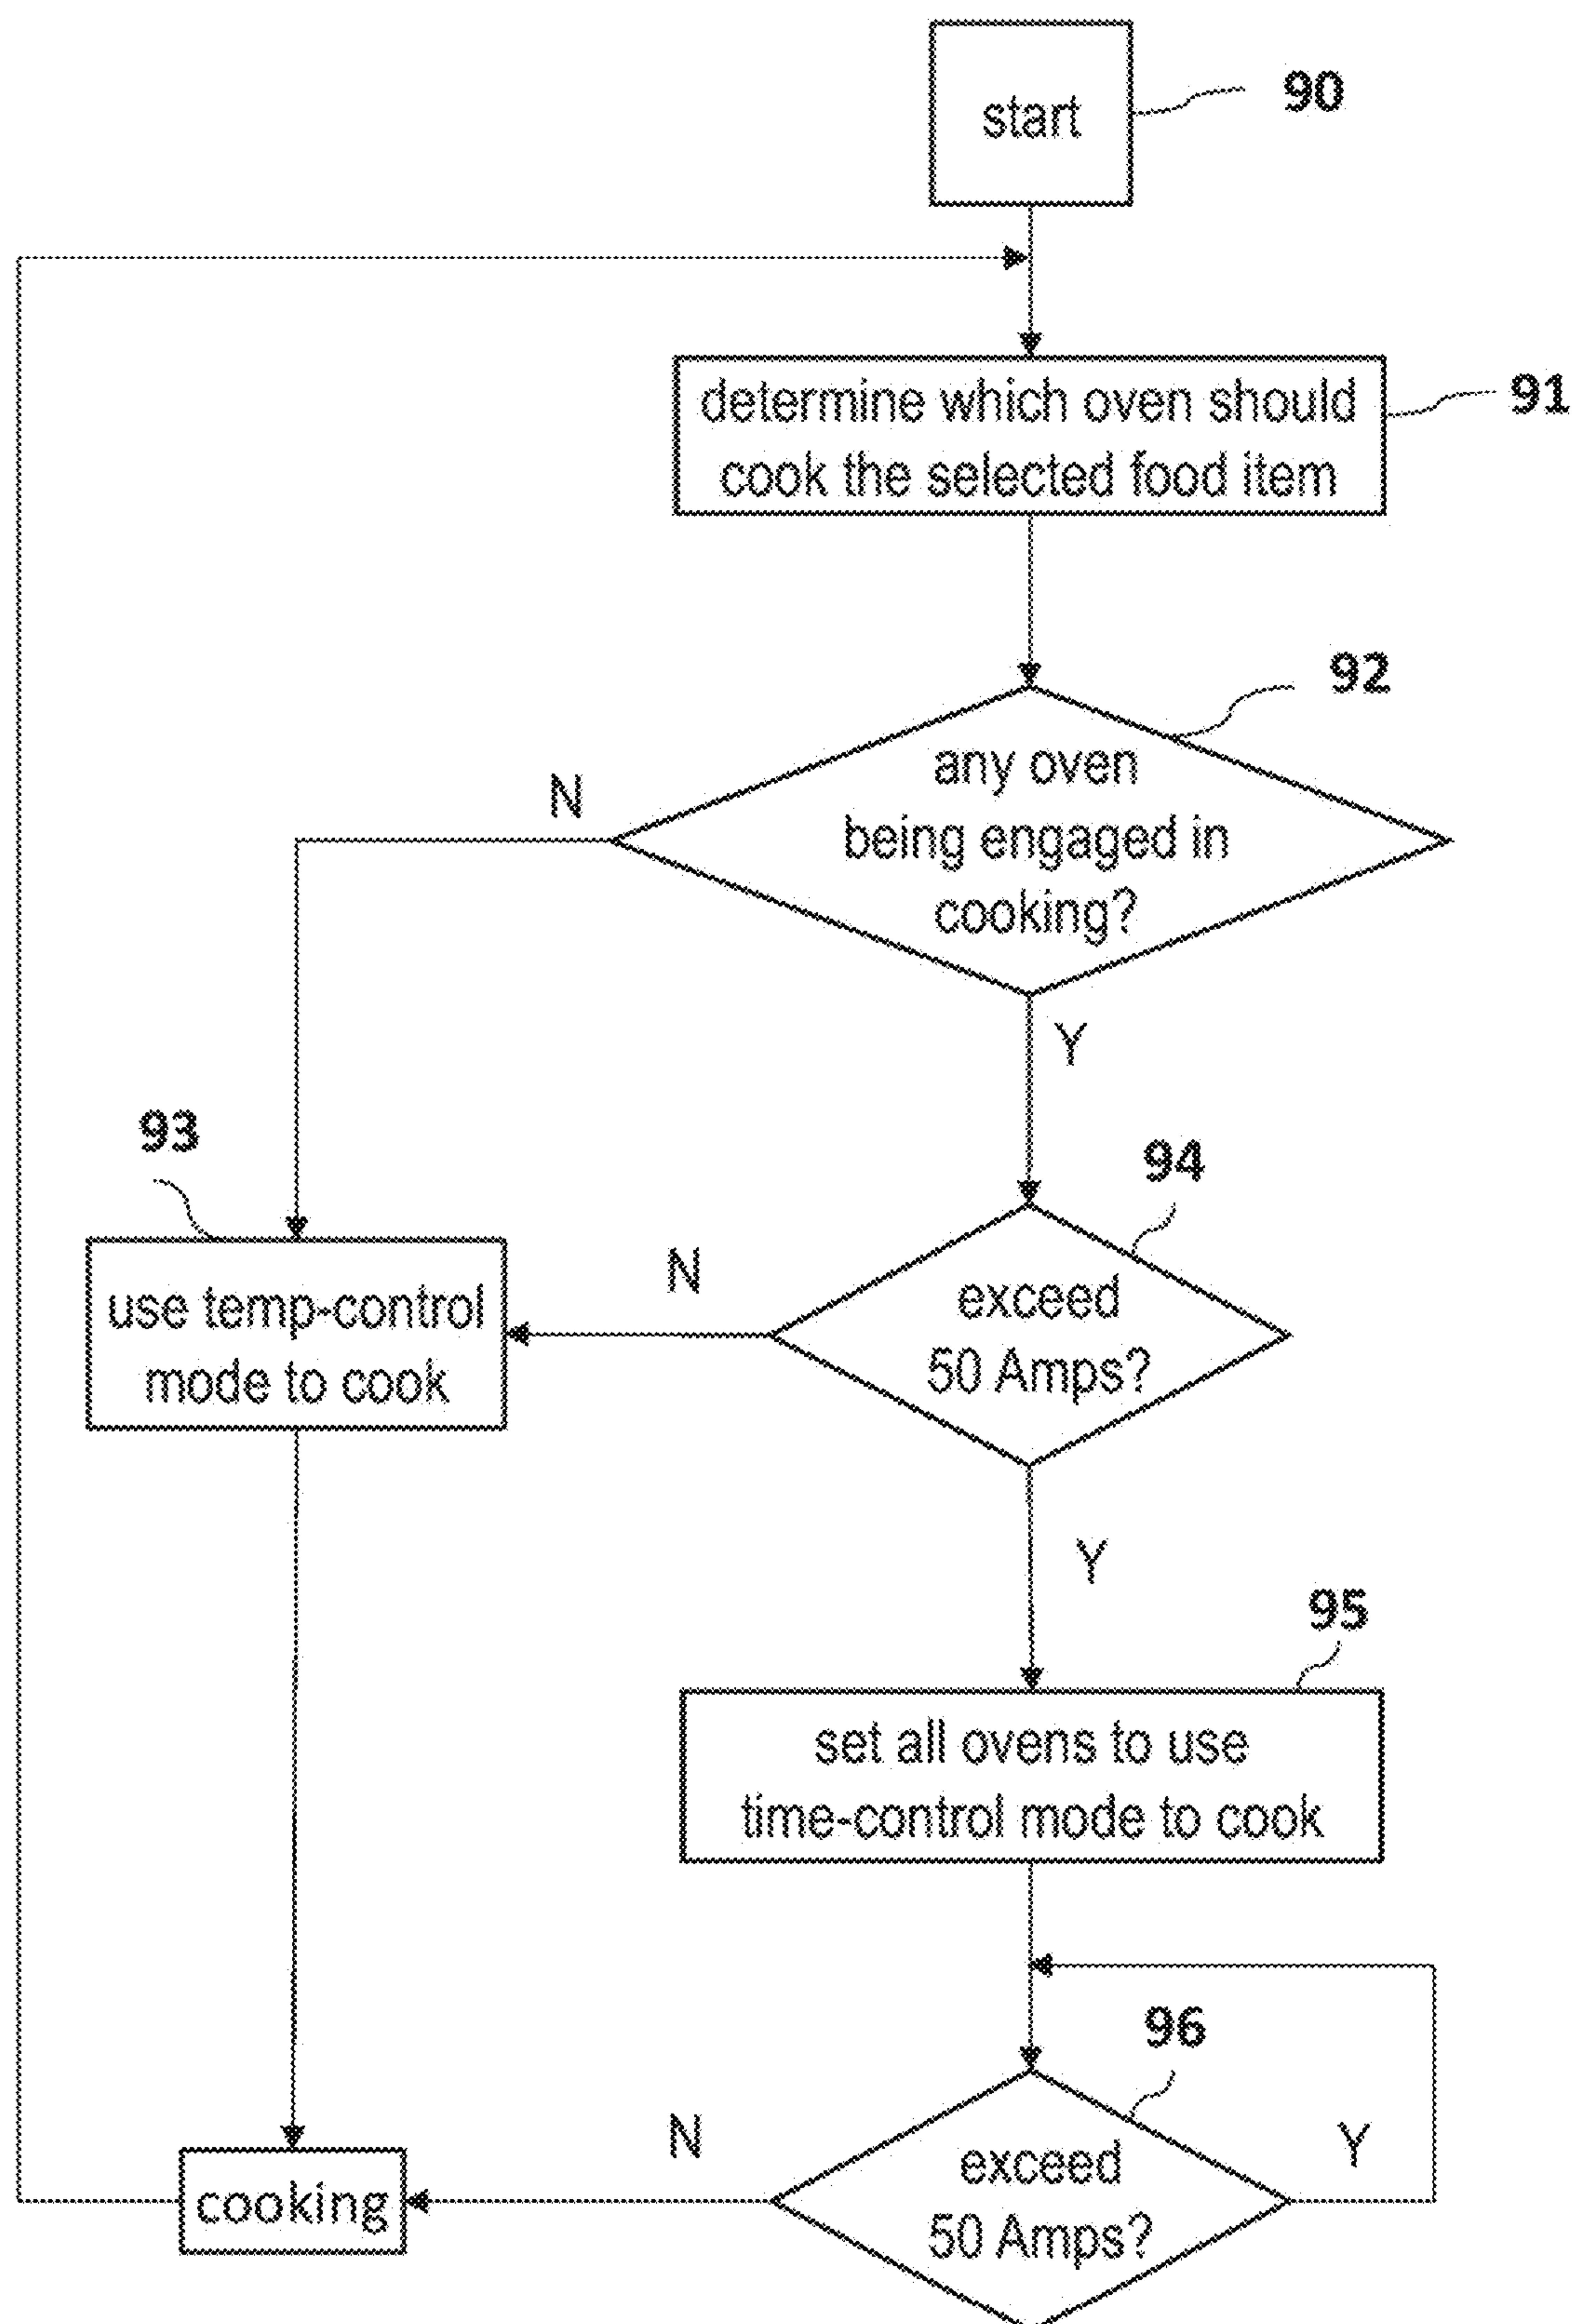 start
90
determine which oven should
cook the selected food item
91
92
any oven
being engaged in
cooking?
N
Y
93
94
use temp-control
mode to cook
N
exceed
50 Amps?
Y
95
set all ovens to use
time-control mode to cook
96
N
exceed
50 Amps?
Y
cooking